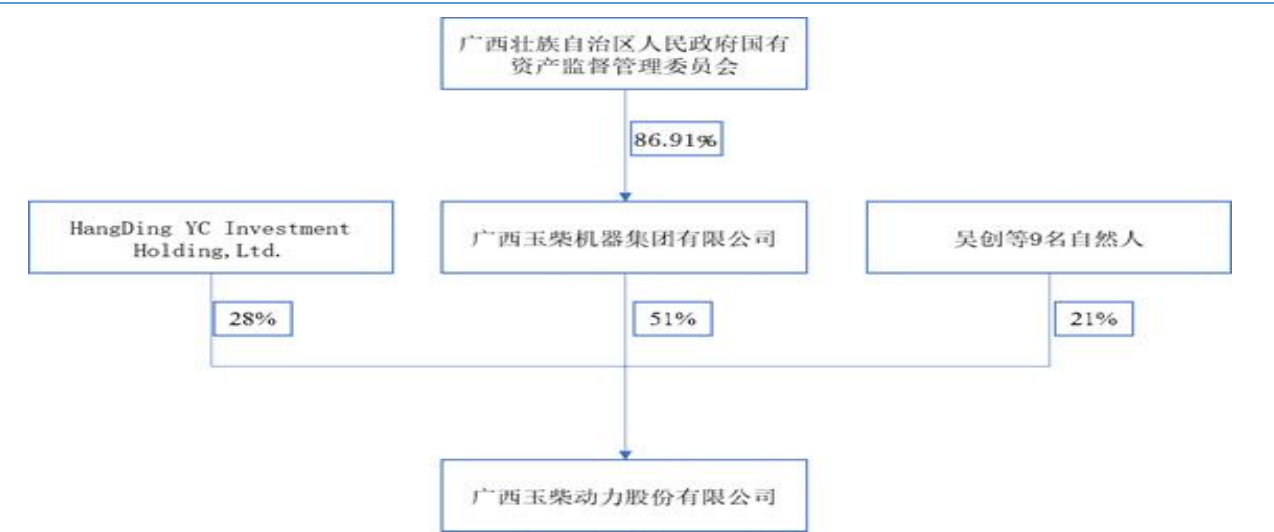 广西壮族自治区人民政府国有
资产监督管理委员会
86.91%
HangDing YC Investment
Holding,Ltd.
广西玉柴机器集团有限公司
吴创等9名自然人
28%
51%
21%
广西玉柴动力股份有限公司